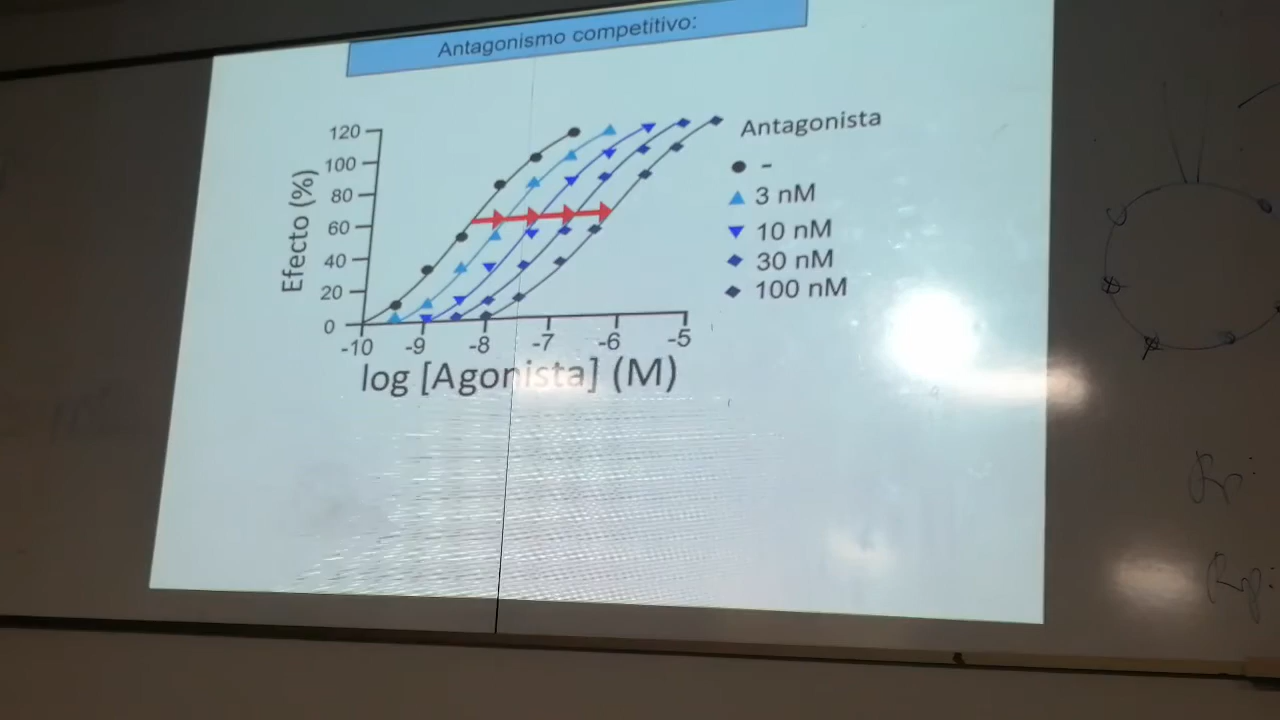 Antagonismo competitivo:
Efecto (%)
120
100
80
60
40
20
0
-10 -9 -8 -7 -6 -5
log [Agonista] (M)
Antagonista
-
3 nM
10 nM
30 nM
100 nM